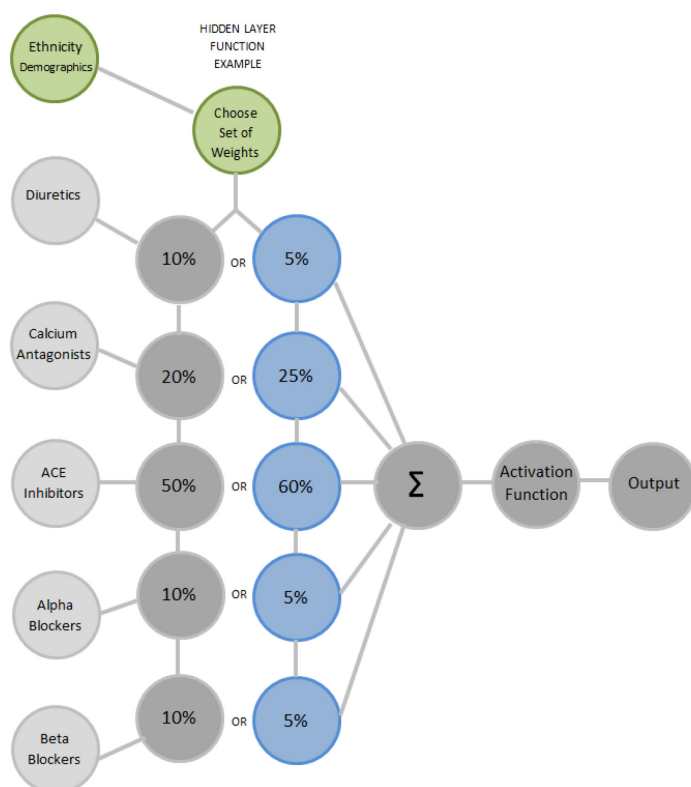 HIDDEN LAYER
FUNCTION
EXAMPLE
Ethnicity
Demographics
Choose
Set of
Weights
Diuretics
10%
OR
5%
Calcium
Antagonists
20%
OR
25%
ACE
Inhibitors
50%
OR
60%
Σ
Activation
Function
Output
Alpha
Blockers
10%
OR
5%
Beta
Blockers
10%
OR
5%